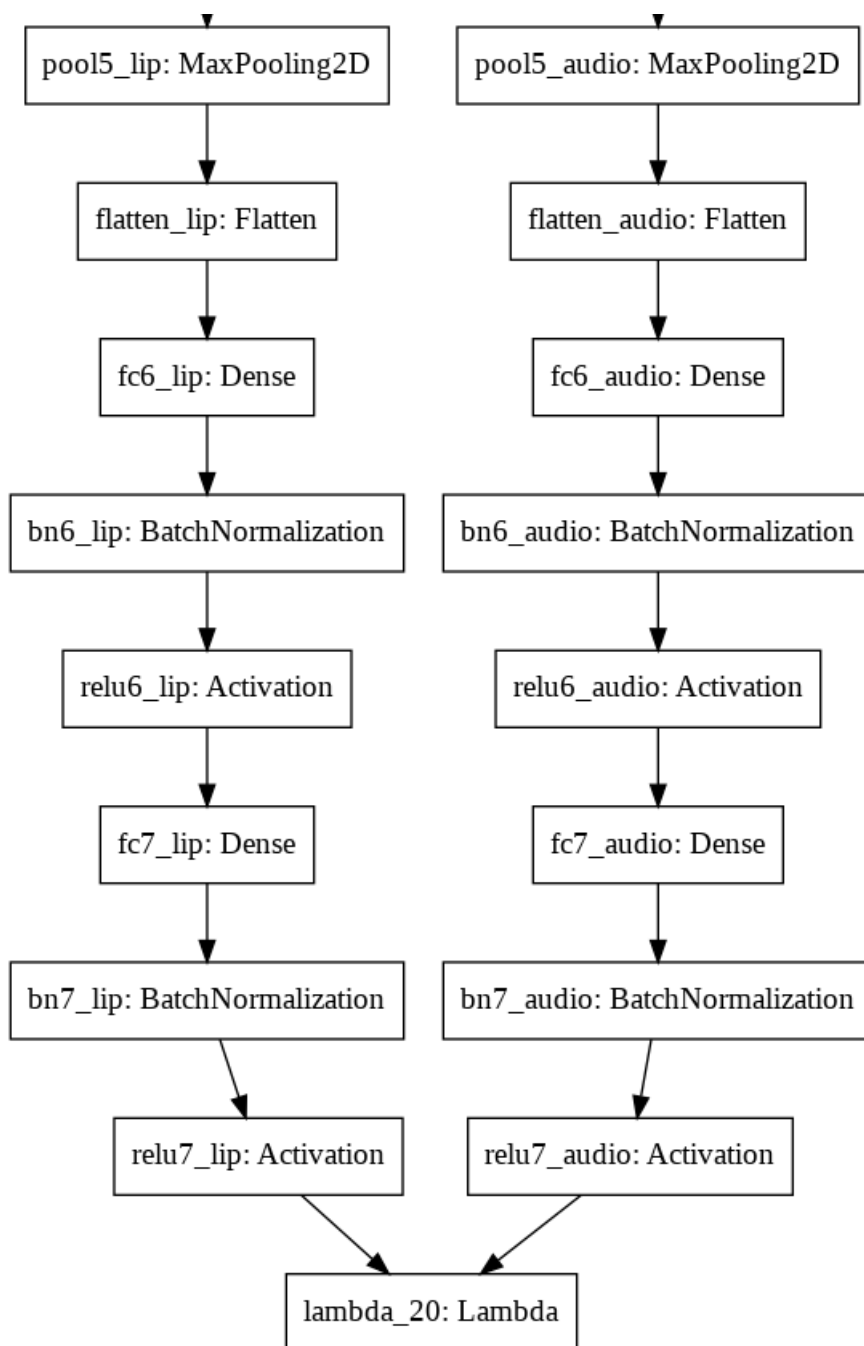 pool5_lip: MaxPooling2D
pool5_audio: MaxPooling2D
flatten_lip: Flatten
flatten_audio: Flatten
fc6_lip: Dense
fc6_audio: Dense
bn6_lip: BatchNormalization
bn6_audio: BatchNormalization
relu6_lip: Activation
relu6_audio: Activation
fc7_lip: Dense
fc7_audio: Dense
bn7_lip: BatchNormalization
bn7_audio: BatchNormalization
relu7_lip: Activation
relu7_audio: Activation
lambda_20: Lambda